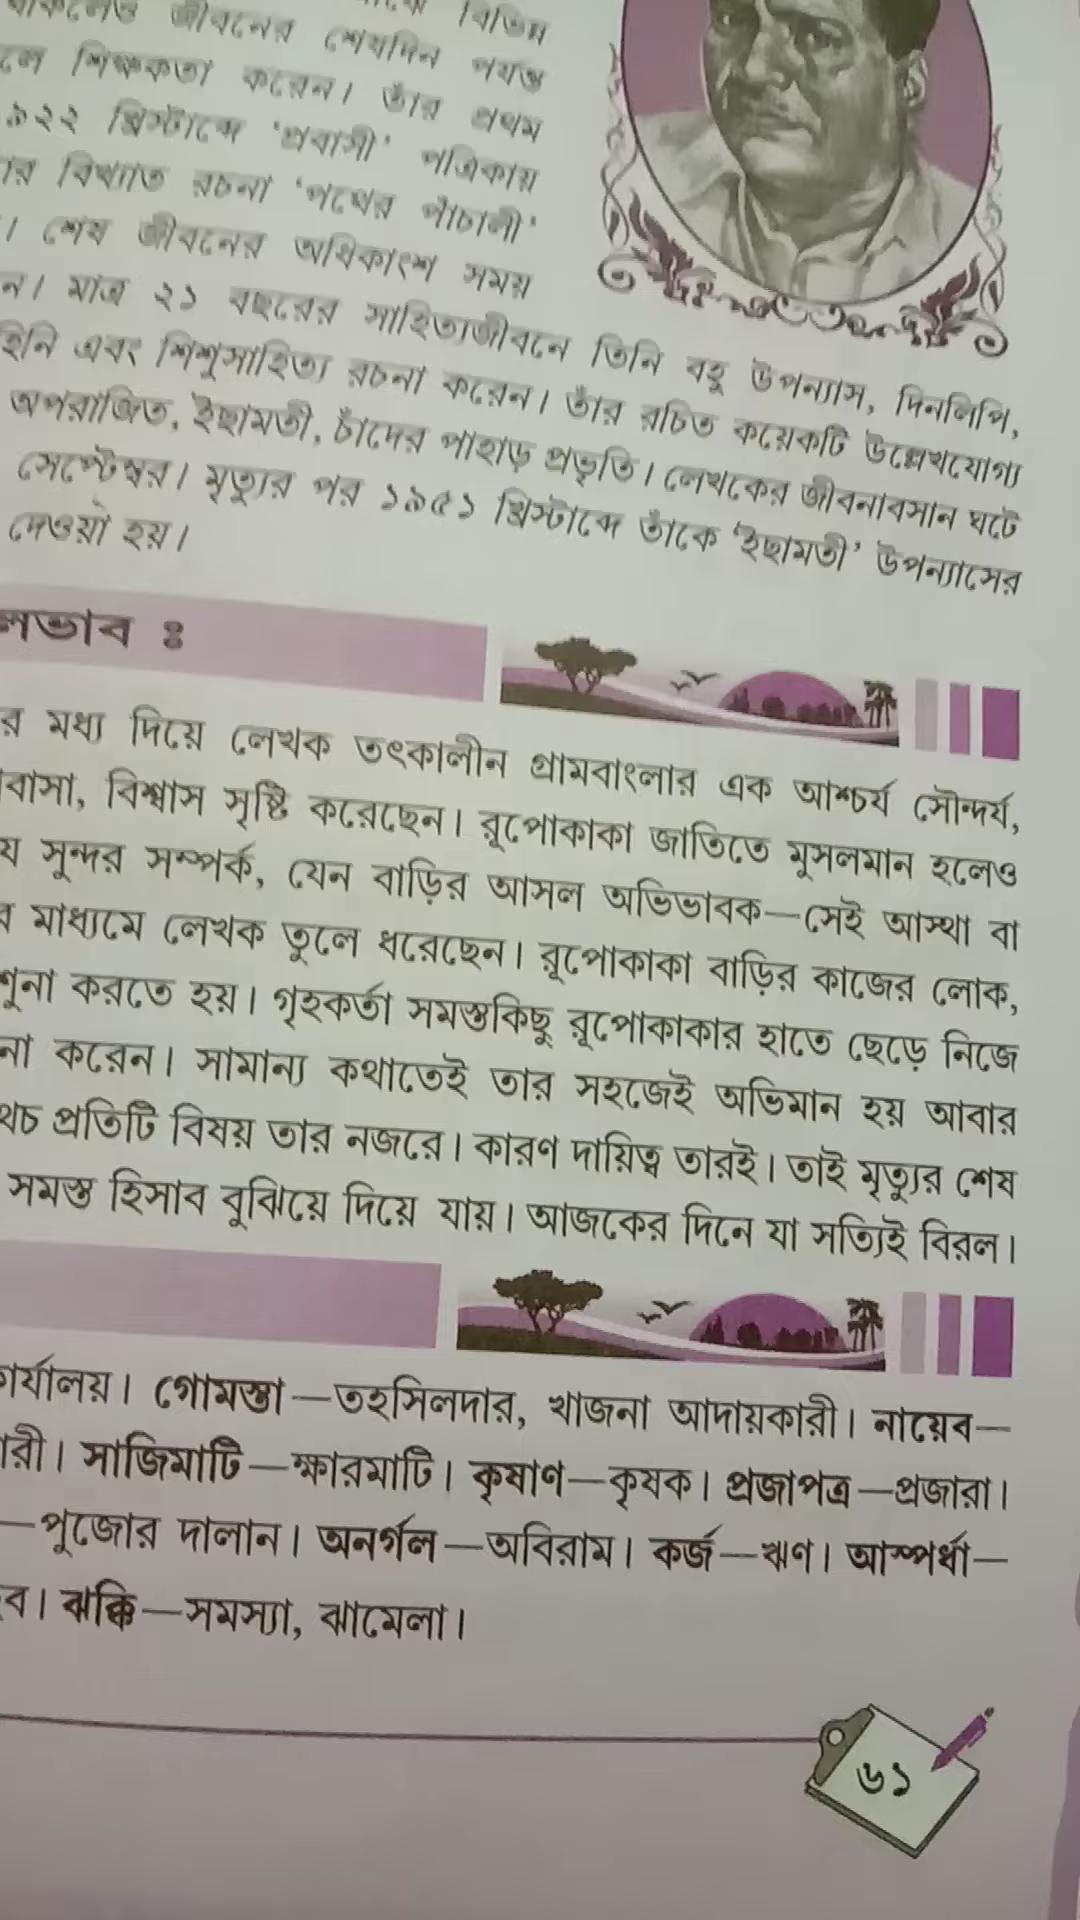 জীবনের শেষদিন পর্যন্ত
শিক্ষকতা করেন। তাঁর প্রথম
১৯২২ খ্রিস্টাব্দে ‘প্রবাসী’ পত্রিকায়
বিখ্যাত রচনা ‘পথের পাঁচালী’
। শেষ জীবনের অধিকাংশ সময়
ন। মাত্র ২১ বছরের সাহিত্যজীবনে তিনি বহু উপন্যাস, দিনলিপি,
এবং শিশুসাহিত্য রচনা করেন। তাঁর রচিত কয়েকটি উল্লেখযোগ্য
অপরাজিত, ইছামতী, চাঁদের পাহাড় প্রভৃতি। লেখকের জীবনাবসান ঘটে
সেপ্টেম্বর। মৃত্যুর পর ১৯৫১ খ্রিস্টাব্দে তাঁকে ‘ইছামতী’ উপন্যাসের
দেওয়া হয়।
লভাব ঃ
র মধ্য দিয়ে লেখক তৎকালীন গ্রামবাংলার এক আশ্চর্য সৌন্দর্য,
বাসা, বিশ্বাস সৃষ্টি করেছেন। রূপোকাকা জাতিতে মুসলমান হলেও
য সুন্দর সম্পর্ক, যেন বাড়ির আসল অভিভাবক—সেই আস্থা বা
মাধ্যমে লেখক তুলে ধরেছেন। রূপোকাকা বাড়ির কাজের লোক,
শুনা করতে হয়। গৃহকর্তা সমস্তকিছু রূপোকাকার হাতে ছেড়ে নিজে
না করেন। সামান্য কথাতেই তার সহজেই অভিমান হয় আবার
থচ প্রতিটি বিষয় তার নজরে। কারণ দায়িত্ব তারই। তাই মৃত্যুর শেষ
সমস্ত হিসাব বুঝিয়ে দিয়ে যায়। আজকের দিনে যা সত্যিই বিরল।
কার্যালয়। গোমস্তা—তহসিলদার, খাজনা আদায়কারী। নায়েব—
রী। সাজিমাটি—ক্ষারমাটি। কৃষাণ—কৃষক। প্রজাপত্র—প্রজারা।
—পুজোর দালান। অনর্গল—অবিরাম। কর্জ—ঋণ। আস্পর্ধা—
ব। ঝক্কি—সমস্যা, ঝামেলা।
৬১